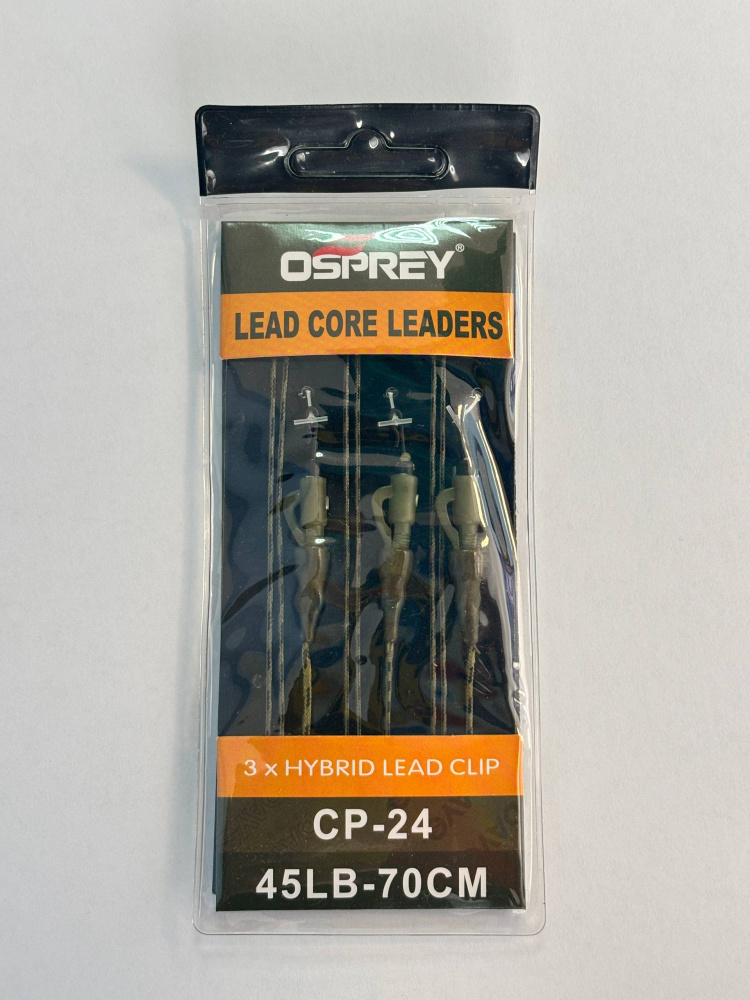 OSPREY®
LEAD CORE LEADERS
3 x HYBRID LEAD CLIP
CP-24
45LB-70CM